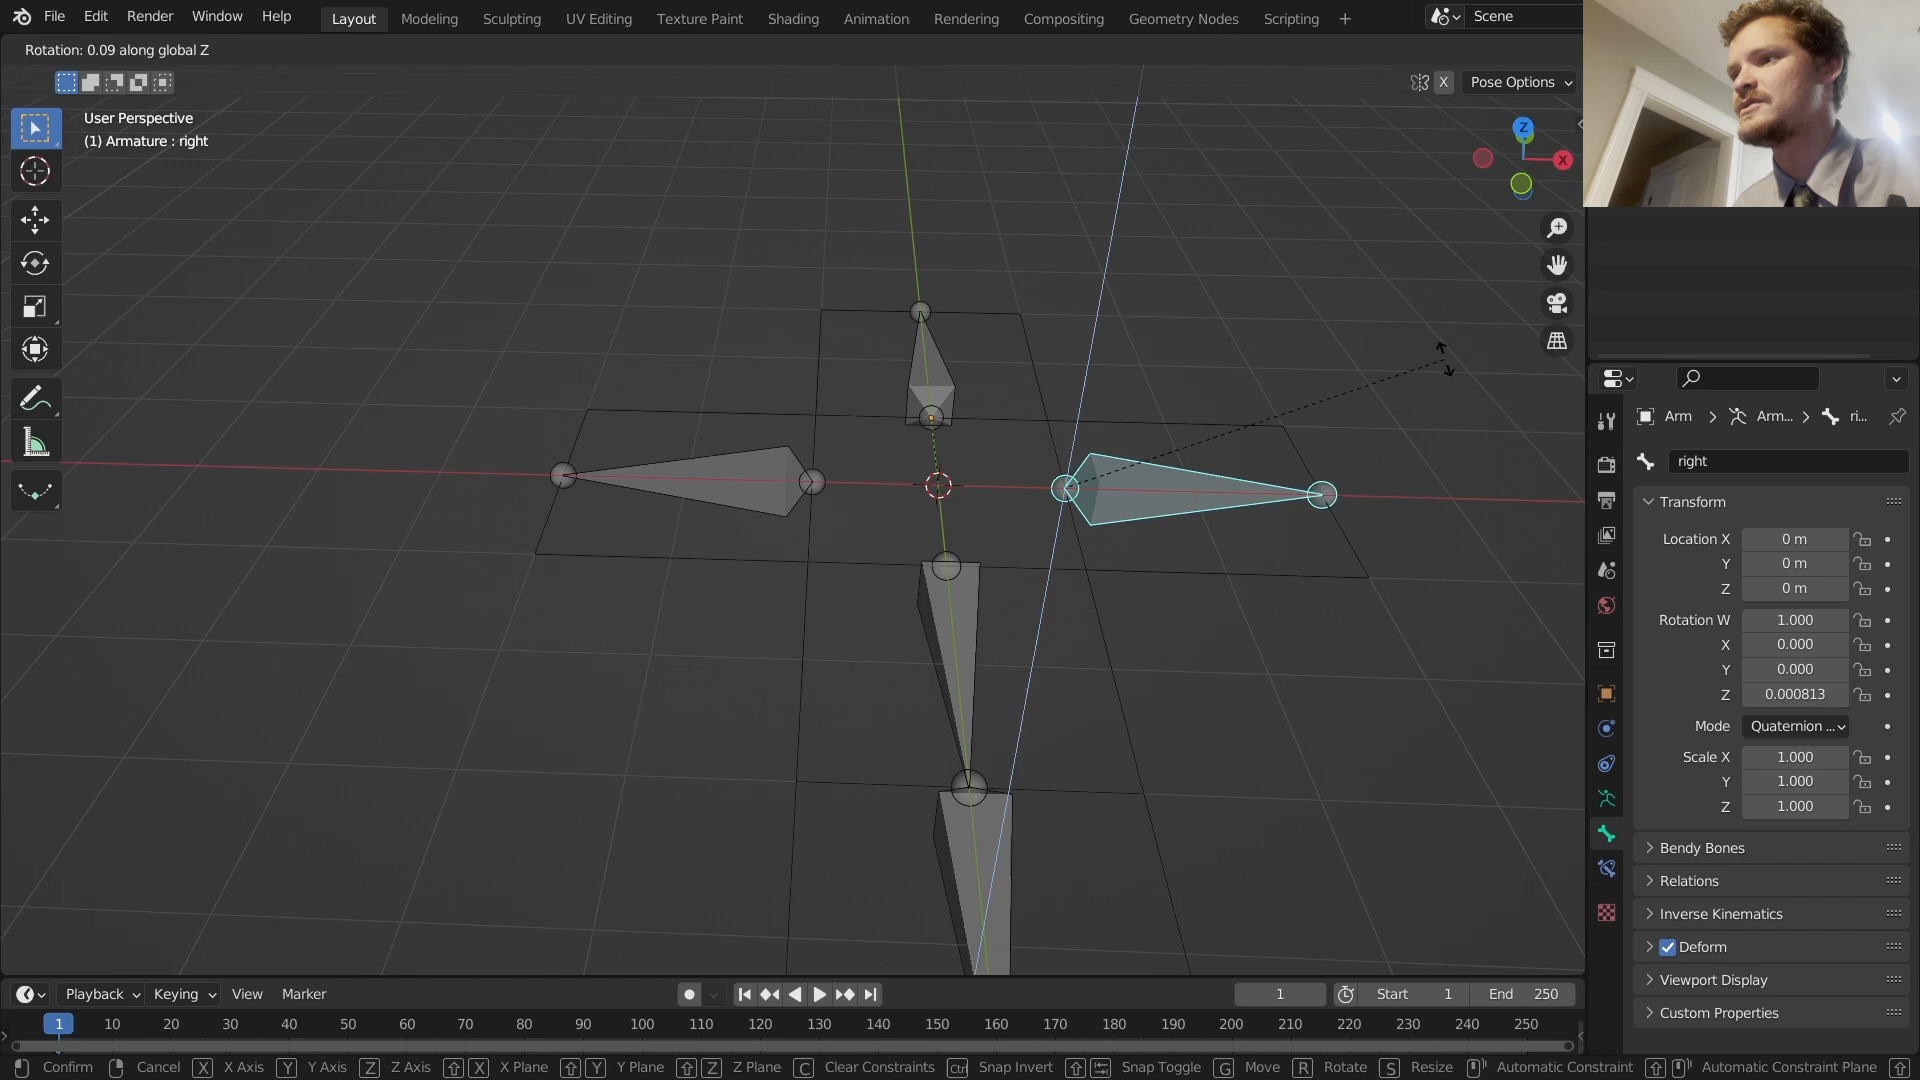 File Edit Render Window Help Layout Modeling Sculpting UV Editing Texture Paint Shading Animation Rendering Compositing Geometry Nodes Scripting + Scene
Rotation: 0.09 along global Z
X Pose Options
User Perspective
(1) Armature : right
Z
X
Arm > Arm... > ri...
right
Transform
Location X 0 m
Y 0 m
Z 0 m
Rotation W 1.000
X 0.000
Y 0.000
Z 0.000813
Mode Quaternion ...
Scale X 1.000
Y 1.000
Z 1.000
Bendy Bones
Relations
Inverse Kinematics
Deform
Viewport Display
Custom Properties
Playback Keying View Marker 1 Start 1 End 250
1 10 20 30 40 50 60 70 80 90 100 110 120 130 140 150 160 170 180 190 200 210 220 230 240 250
Confirm Cancel X X Axis Y Y Axis Z Z Axis X X Plane Y Y Plane Z Z Plane C Clear Constraints Ctrl Snap Invert Snap Toggle G Move R Rotate S Resize Automatic Constraint Automatic Constraint Plane